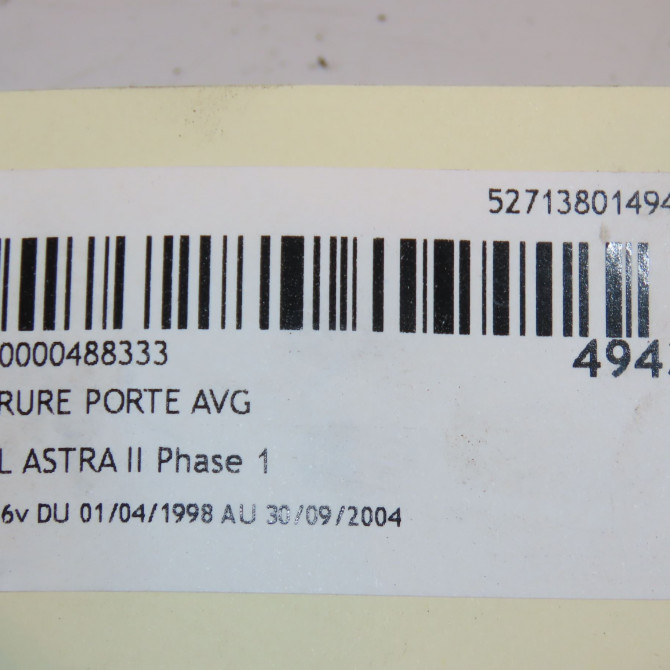 52713801494
0000488333
494
RURE PORTE AVG
L ASTRA II Phase 1
6v DU 01/04/1998 AU 30/09/2004